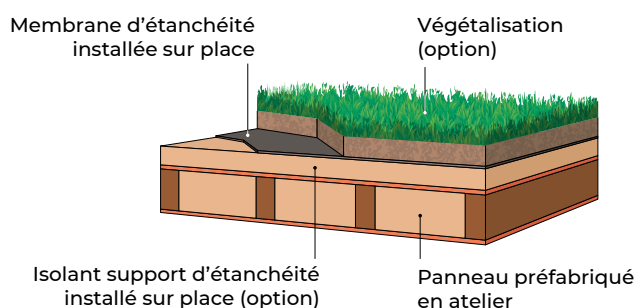 Membrane d’étanchéité
installée sur place
Végétalisation
(option)
Isolant support d’étanchéité
installé sur place (option)
Panneau préfabriqué
en atelier